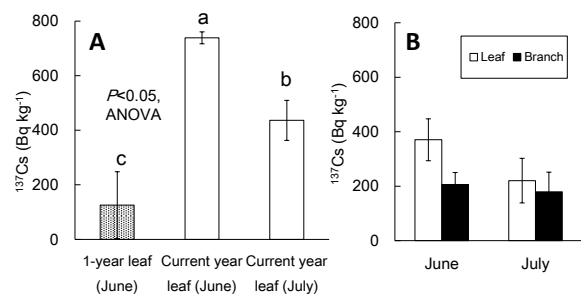 A
a
800
600
400
200
0
¹³⁷Cs (Bq kg⁻¹)
P<0.05,
ANOVA
b
c
1-year leaf
(June)
Current year
leaf (June)
Current year
leaf (July)
B
Leaf
Branch
800
600
400
200
0
¹³⁷Cs (Bq kg⁻¹)
June
July